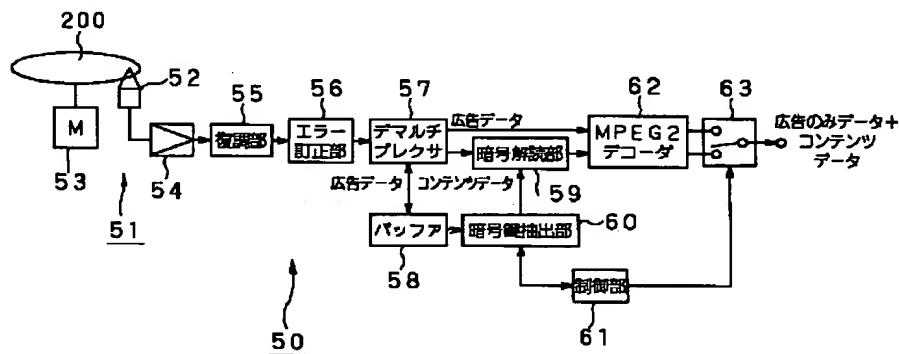 200
52
M
53
51
54
55
復調部
56
エラー
訂正部
57
デマルチ
プレクサ
広告データ
広告データ
コンテンツデータ
バッファ
58
暗号解読部
59
暗号鍵抽出部
60
制御部
61
62
MPEG2
デコーダ
63
広告のみデータ+
コンテンツ
データ
50